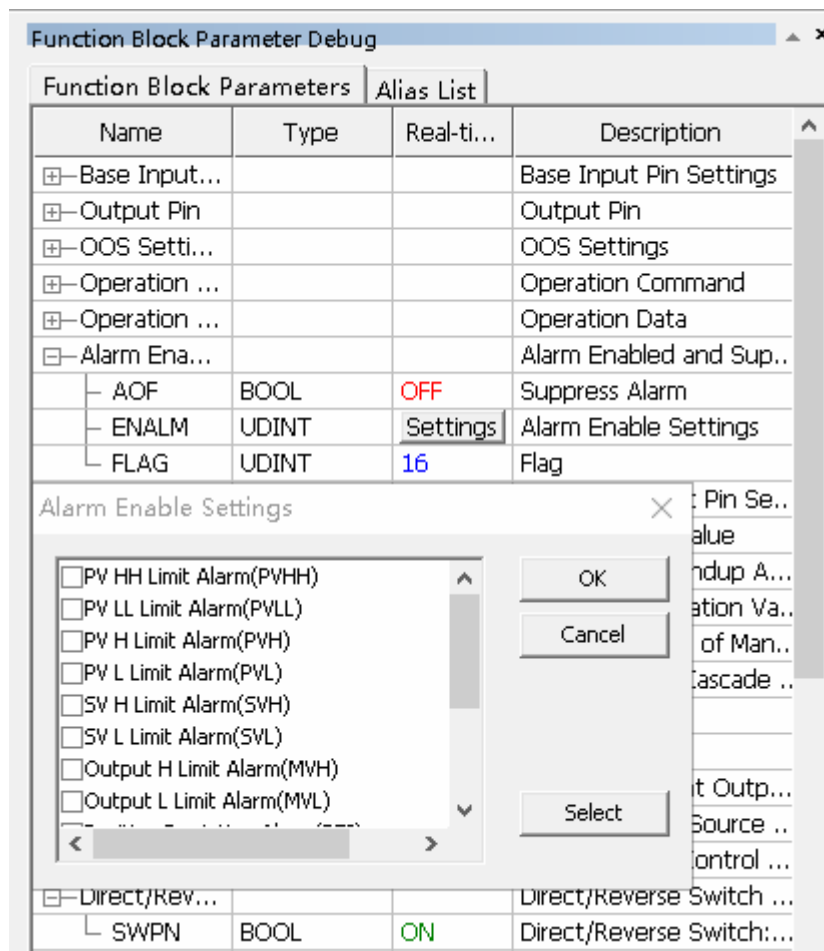 Function Block Parameter Debug
Function Block Parameters Alias List
Name Type Real-ti... Description
Base Input... Base Input Pin Settings
Output Pin Output Pin
OOS Setti... OOS Settings
Operation ... Operation Command
Operation ... Operation Data
Alarm Ena... Alarm Enabled and Sup..
AOF BOOL OFF Suppress Alarm
ENALM UDINT Settings Alarm Enable Settings
FLAG UDINT 16 Flag
Pin Se..
Alarm Enable Settings
alue
PV HH Limit Alarm(PVHH) OK ndup A...
PV LL Limit Alarm(PVLL) ation Va..
PV H Limit Alarm(PVH) Cancel of Man..
PV L Limit Alarm(PVL) Cascade ..
SV H Limit Alarm(SVH)
SV L Limit Alarm(SVL)
Output H Limit Alarm(MVH) t Outp...
Output L Limit Alarm(MVL) Select Source ..
ontrol ...
Direct/Rev... Direct/Reverse Switch ...
SWPN BOOL ON Direct/Reverse Switch:...